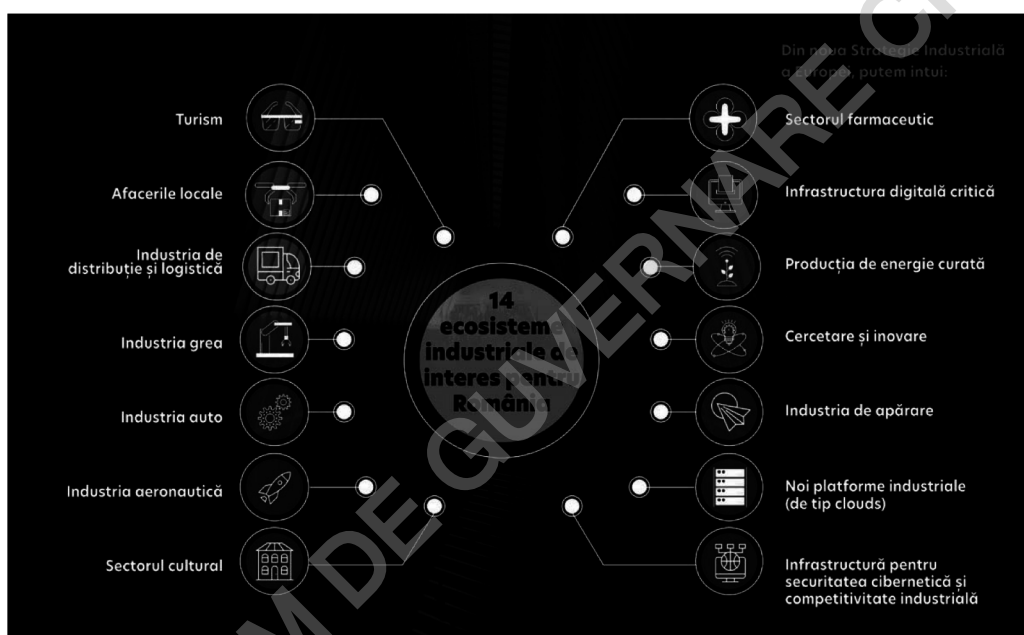 Din noua Strategie Industrială
a Europei, putem intui:
Turism
Afacerile locale
Industria de
distribuție și logistică
Industria grea
Industria auto
Industria aeronautică
Sectorul cultural
14
ecosisteme
industriale de
interes pentru
România
Sectorul farmaceutic
Infrastructura digitală critică
Producția de energie curată
Cercetare și inovare
Industria de apărare
Noi platforme industriale
(de tip clouds)
Infrastructură pentru
securitatea cibernetică și
competitivitate industrială
DE GUVERNARE